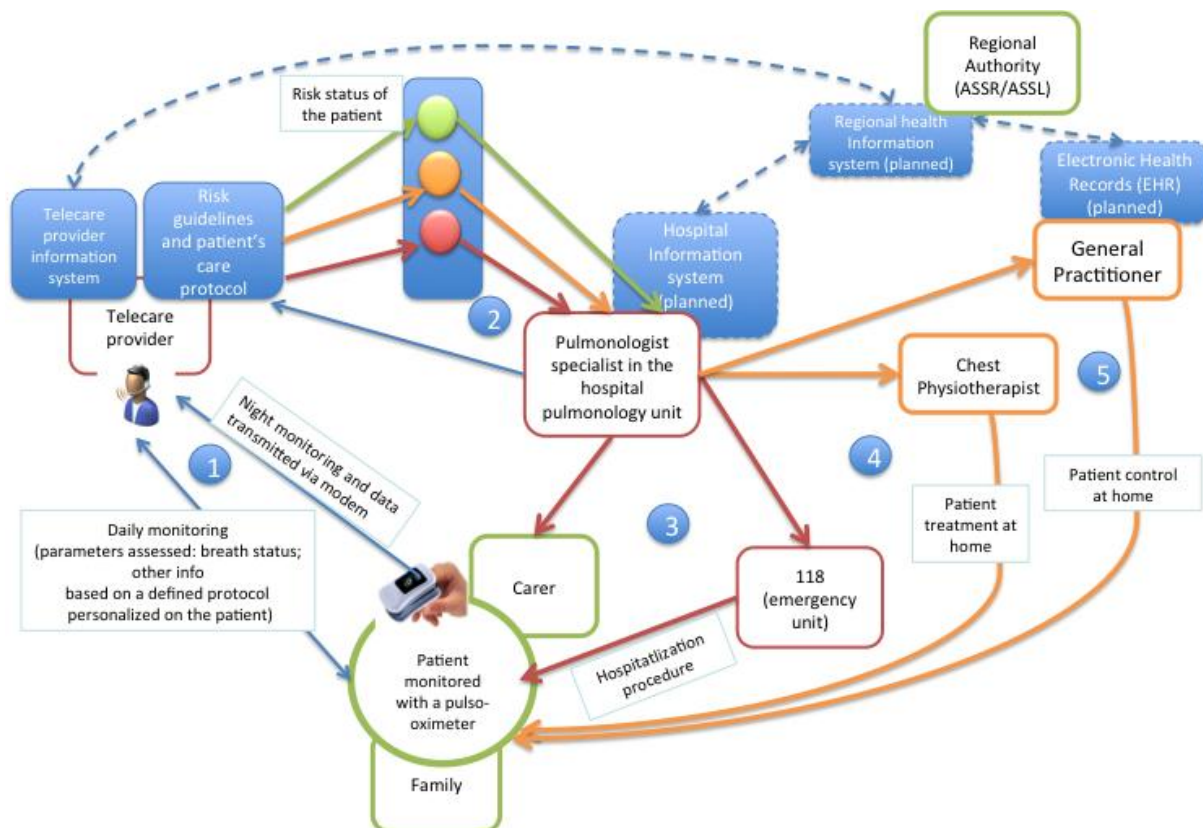 Regional
Authority
(ASSR/ASSL)
Risk status of
the patient
Regional health
Information
system (planned)
Electronic Health
Records (EHR)
(planned)
Telecare
provider
information
system
Risk
guidelines
and patient's
care
protocol
Hospital
Information
system
(planned)
General
Practitioner
2
Telecare
provider
Pulmonologist
specialist in the
hospital
pulmonology unit
Chest
Physiotherapist
5
Night monitoring and data
transmitted via modem
1
4
Patient control
at home
Patient
treatment at
home
3
Daily monitoring
(parameters assessed: breath status;
other info
based on a defined protocol
personalized on the patient)
Carer
118
(emergency
unit)
Hospitatlization
procedure
Patient
monitored
with a pulso-
oximeter
Family